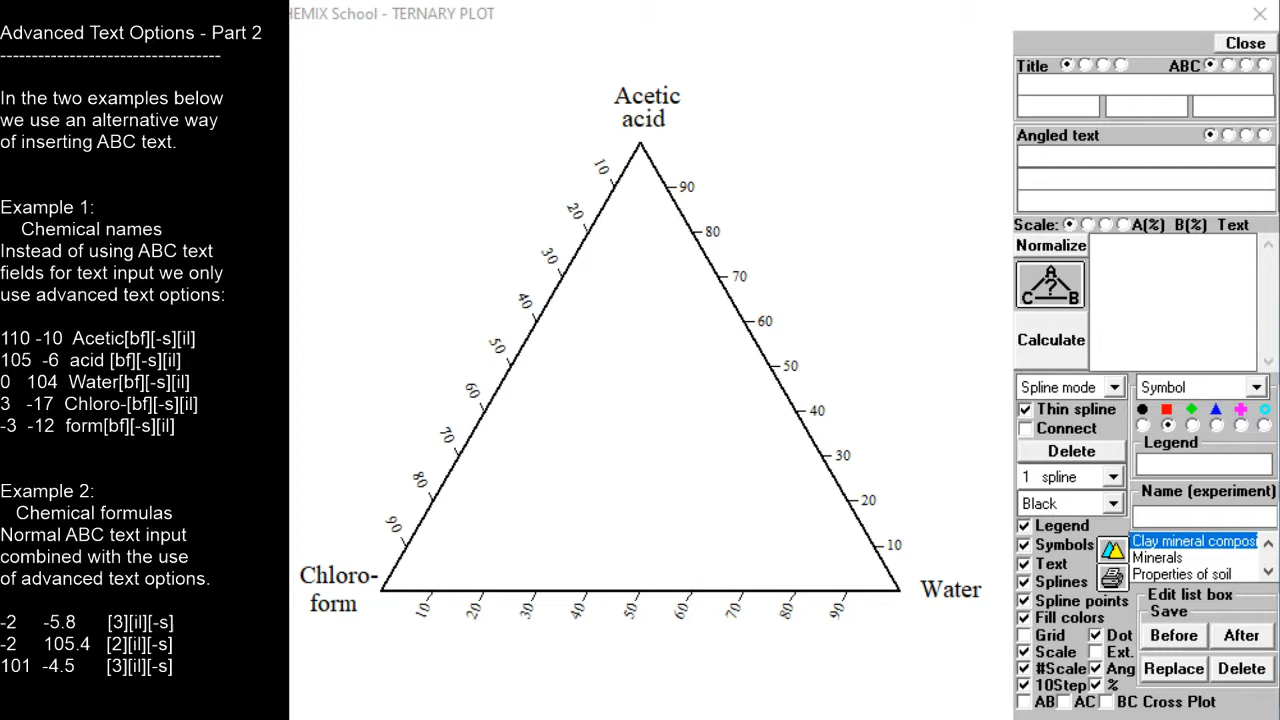 Advanced Text Options - Part 2
----------------------------------
In the two examples below
we use an alternative way
of inserting ABC text.
Example 1:
Chemical names
Instead of using ABC text
fields for text input we only
use advanced text options:
110 -10 Acetic[bf][-s][il]
105 -6 acid [bf][-s][il]
0 104 Water[bf][-s][il]
3 -17 Chloro-[bf][-s][il]
-3 -12 form[bf][-s][il]
Example 2:
Chemical formulas
Normal ABC text input
combined with the use
of advanced text options.
-2 -5.8 [3][il][-s]
-2 105.4 [2][il][-s]
101 -4.5 [3][il][-s]
HEMIX School - TERNARY PLOT
Acetic
acid
10
20
30
40
50
60
70
80
90
90
80
70
60
50
40
30
20
10
Chloro-
form
Water
10
20
30
40
50
60
70
80
90
Close
Title ABC
Angled text
Scale: A(%) B(%) Text
Normalize
A
C ? B
Calculate
Spline mode
Symbol
Thin spline
Connect
Legend
Delete
1 spline
Name (experiment)
Black
Legend
Symbols
Text
Splines
Spline points
Fill colors
Grid Dot
Scale Ext.
#Scale Ang
10Step %
AB AC BC Cross Plot
Clay mineral composi
Minerals
Properties of soil
Edit list box
Save
Before After
Replace Delete